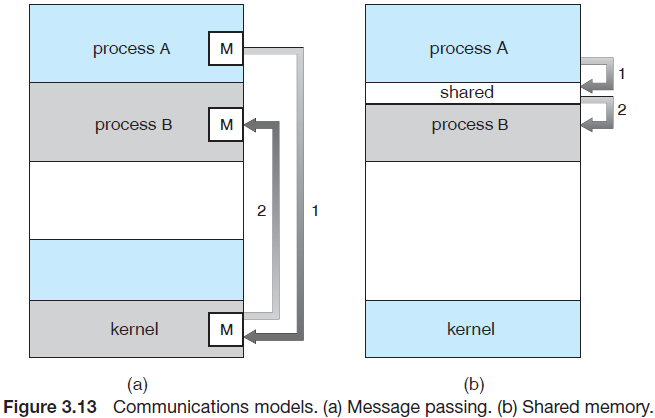 process A
M
process B
M
2
1
kernel
M
(a)
process A
1
shared
2
process B
kernel
(b)
Figure 3.13 Communications models. (a) Message passing. (b) Shared memory.